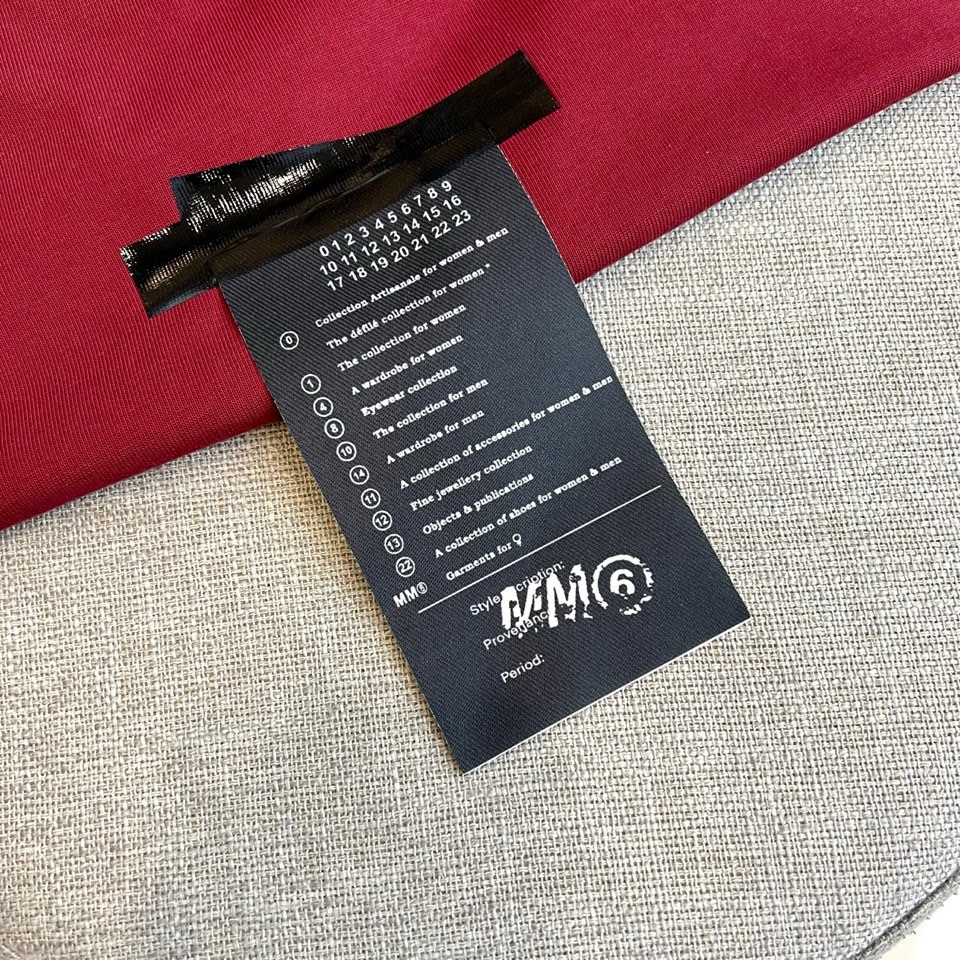 0 1 2 3 4 5 6 7 8 9
10 11 12 13 14 15 16
17 18 19 20 21 22 23
⓪ Collection Artisanale for women & men
The défilé collection for women "
① The collection for women
④ A wardrobe for women
⑧ Eyewear collection
⑩ The collection for men
⑭ A wardrobe for men
⑪ A collection of accessories for women & men
⑫ Fine jewellery collection
⑬ Objects & publications
㉒ A collection of shoes for women & men
MM⑥ Garments for ♀
MM⑥
Style
Period: